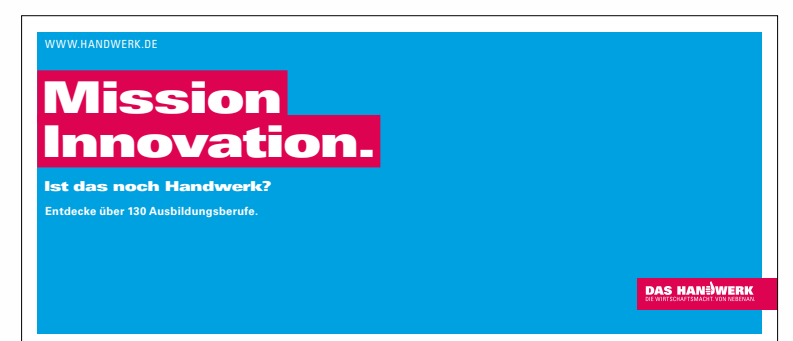 WWW.HANDWERK.DE
Mission
Innovation.
Ist das noch Handwerk?
Entdecke über 130 Ausbildungsberufe.
DAS HANDWERK
DIE WIRTSCHAFTSMACHT. VON NEBENAN.